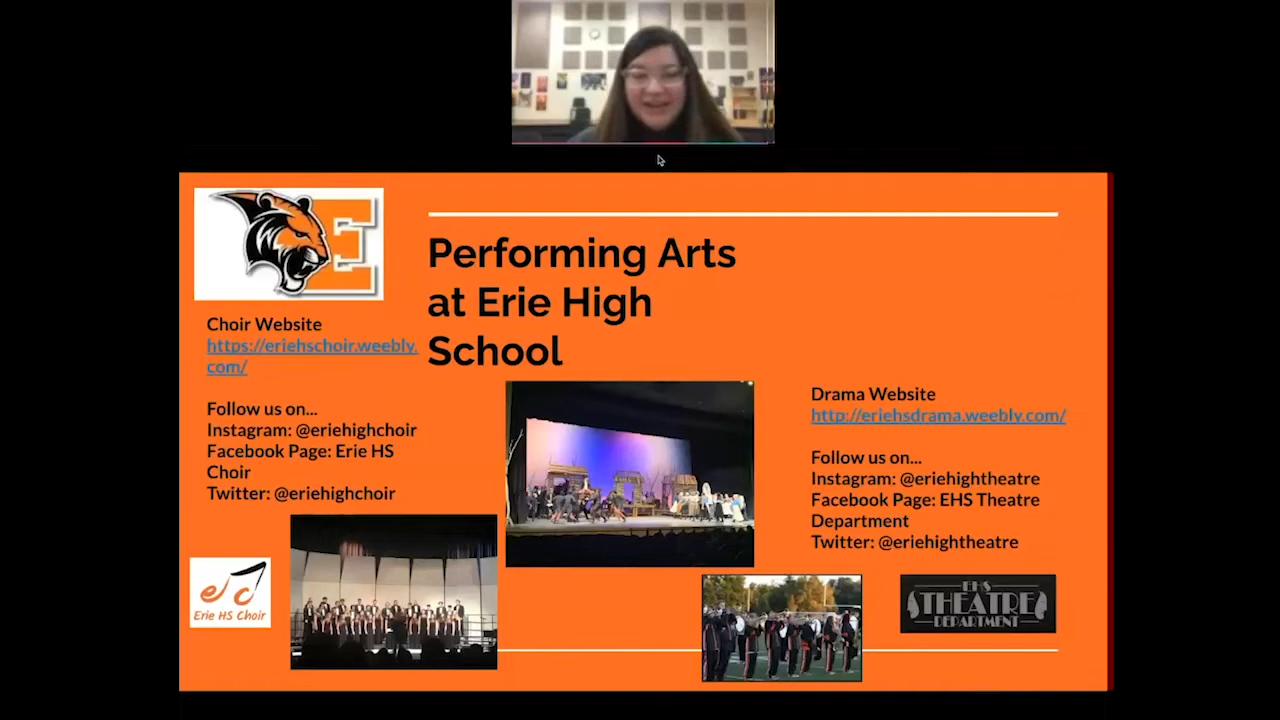 E
Performing Arts
at Erie High
School
Choir Website
https://eriehschoir.weebly.
com/
Follow us on...
Instagram: @eriehighchoir
Facebook Page: Erie HS
Choir
Twitter: @eriehighchoir
Drama Website
http://eriehsdrama.weebly.com/
Follow us on...
Instagram: @eriehightheatre
Facebook Page: EHS Theatre
Department
Twitter: @eriehightheatre
ec
Erie HS Choir
EHS
THEATRE
DEPARTMENT